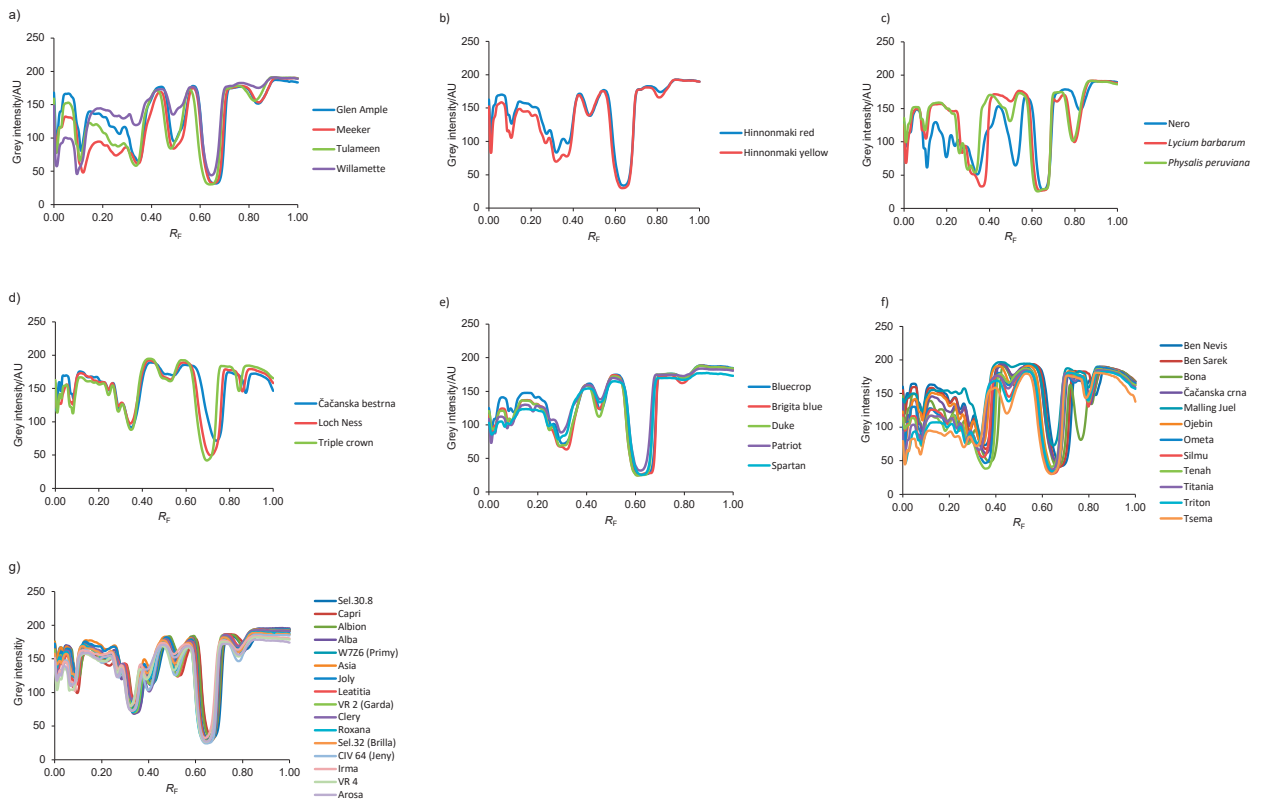 a)
250
200
150
100
50
0
0.00 0.20 0.40 0.60 0.80 1.00
Grey intensity/AU
R_F
Glen Ample
Meeker
Tulameen
Willamette
b)
250
200
150
100
50
0
0.00 0.20 0.40 0.60 0.80 1.00
Grey intensity/AU
R_F
Hinnonmaki red
Hinnonmaki yellow
c)
250
200
150
100
50
0
0.00 0.20 0.40 0.60 0.80 1.00
Grey intensity/AU
R_F
Nero
Lycium barbarum
Physalis peruviana
d)
250
200
150
100
50
0
0.00 0.20 0.40 0.60 0.80 1.00
Grey intensity/AU
R_F
Čačanska bestrna
Loch Ness
Triple crown
e)
250
200
150
100
50
0
0.00 0.20 0.40 0.60 0.80 1.00
Grey intensity/AU
R_F
Bluecrop
Brigita blue
Duke
Patriot
Spartan
f)
250
200
150
100
50
0
0.00 0.20 0.40 0.60 0.80 1.00
Grey intensity
R_F
Ben Nevis
Ben Sarek
Bona
Čačanska crna
Malling Juel
Ojebin
Ometa
Silmu
Tenah
Titania
Triton
Tsema
g)
250
200
150
100
50
0
0.00 0.20 0.40 0.60 0.80 1.00
Grey intensitiy
R_F
Sel.30.8
Capri
Albion
Alba
W7Z6 (Primy)
Asia
Joly
Leatitia
VR 2 (Garda)
Clery
Roxana
Sel.32 (Brilla)
CIV 64 (Jeny)
Irma
VR 4
Arosa